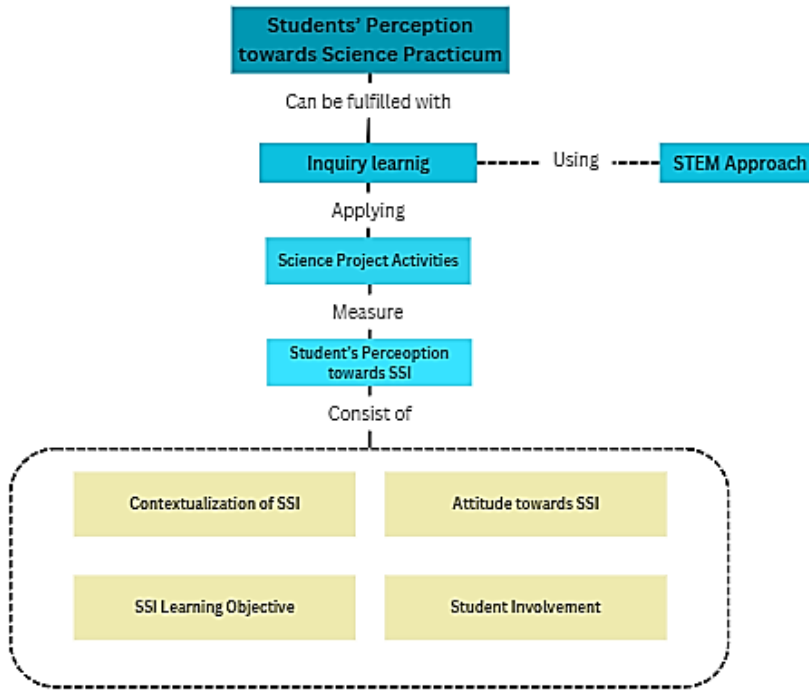 Students' Perception
towards Science Practicum
Can be fulfilled with
Inquiry learnig
Using
STEM Approach
Applying
Science Project Activities
Measure
Student's Perceoption
towards SSI
Consist of
Contextualization of SSI
Attitude towards SSI
SSI Learning Objective
Student Involvement